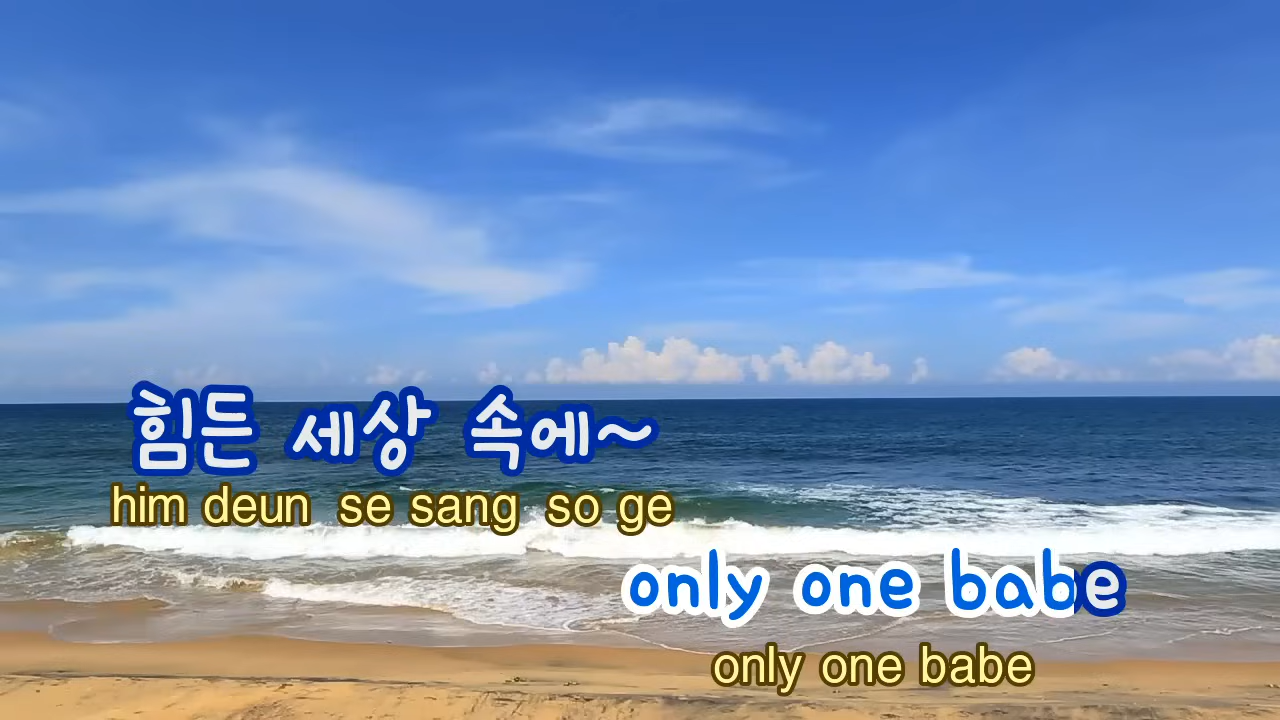 힘든 세상 속에~
him deun se sang so ge
only one babe
only one babe